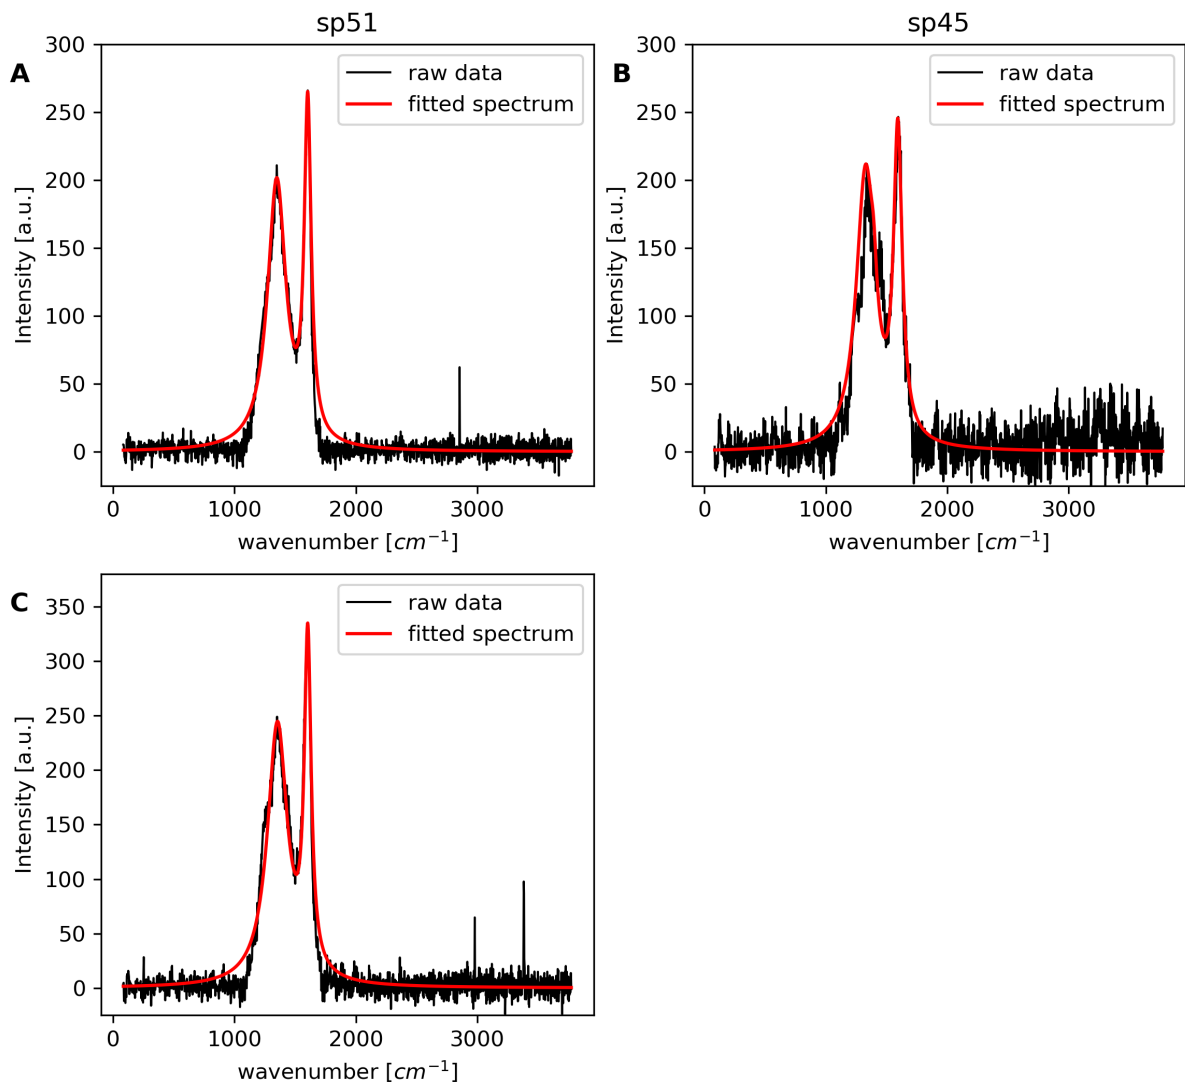 sp51
A
300
250
200
150
100
50
0
Intensity [a.u.]
raw data
fitted spectrum
0 1000 2000 3000
wavenumber [cm⁻¹]
sp45
B
300
250
200
150
100
50
0
Intensity [a.u.]
raw data
fitted spectrum
0 1000 2000 3000
wavenumber [cm⁻¹]
C
350
300
250
200
150
100
50
0
Intensity [a.u.]
raw data
fitted spectrum
0 1000 2000 3000
wavenumber [cm⁻¹]